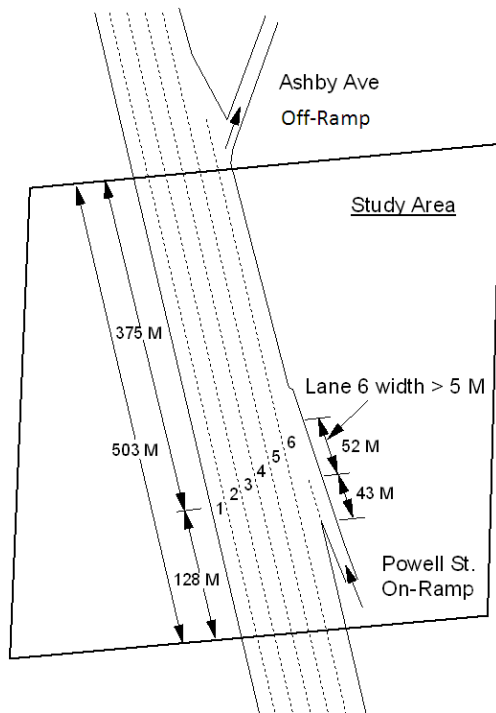 Ashby Ave
Off-Ramp
Study Area
375 M
Lane 6 width > 5 M
503 M
52 M
1 2 3 4 5 6
43 M
128 M
Powell St.
On-Ramp